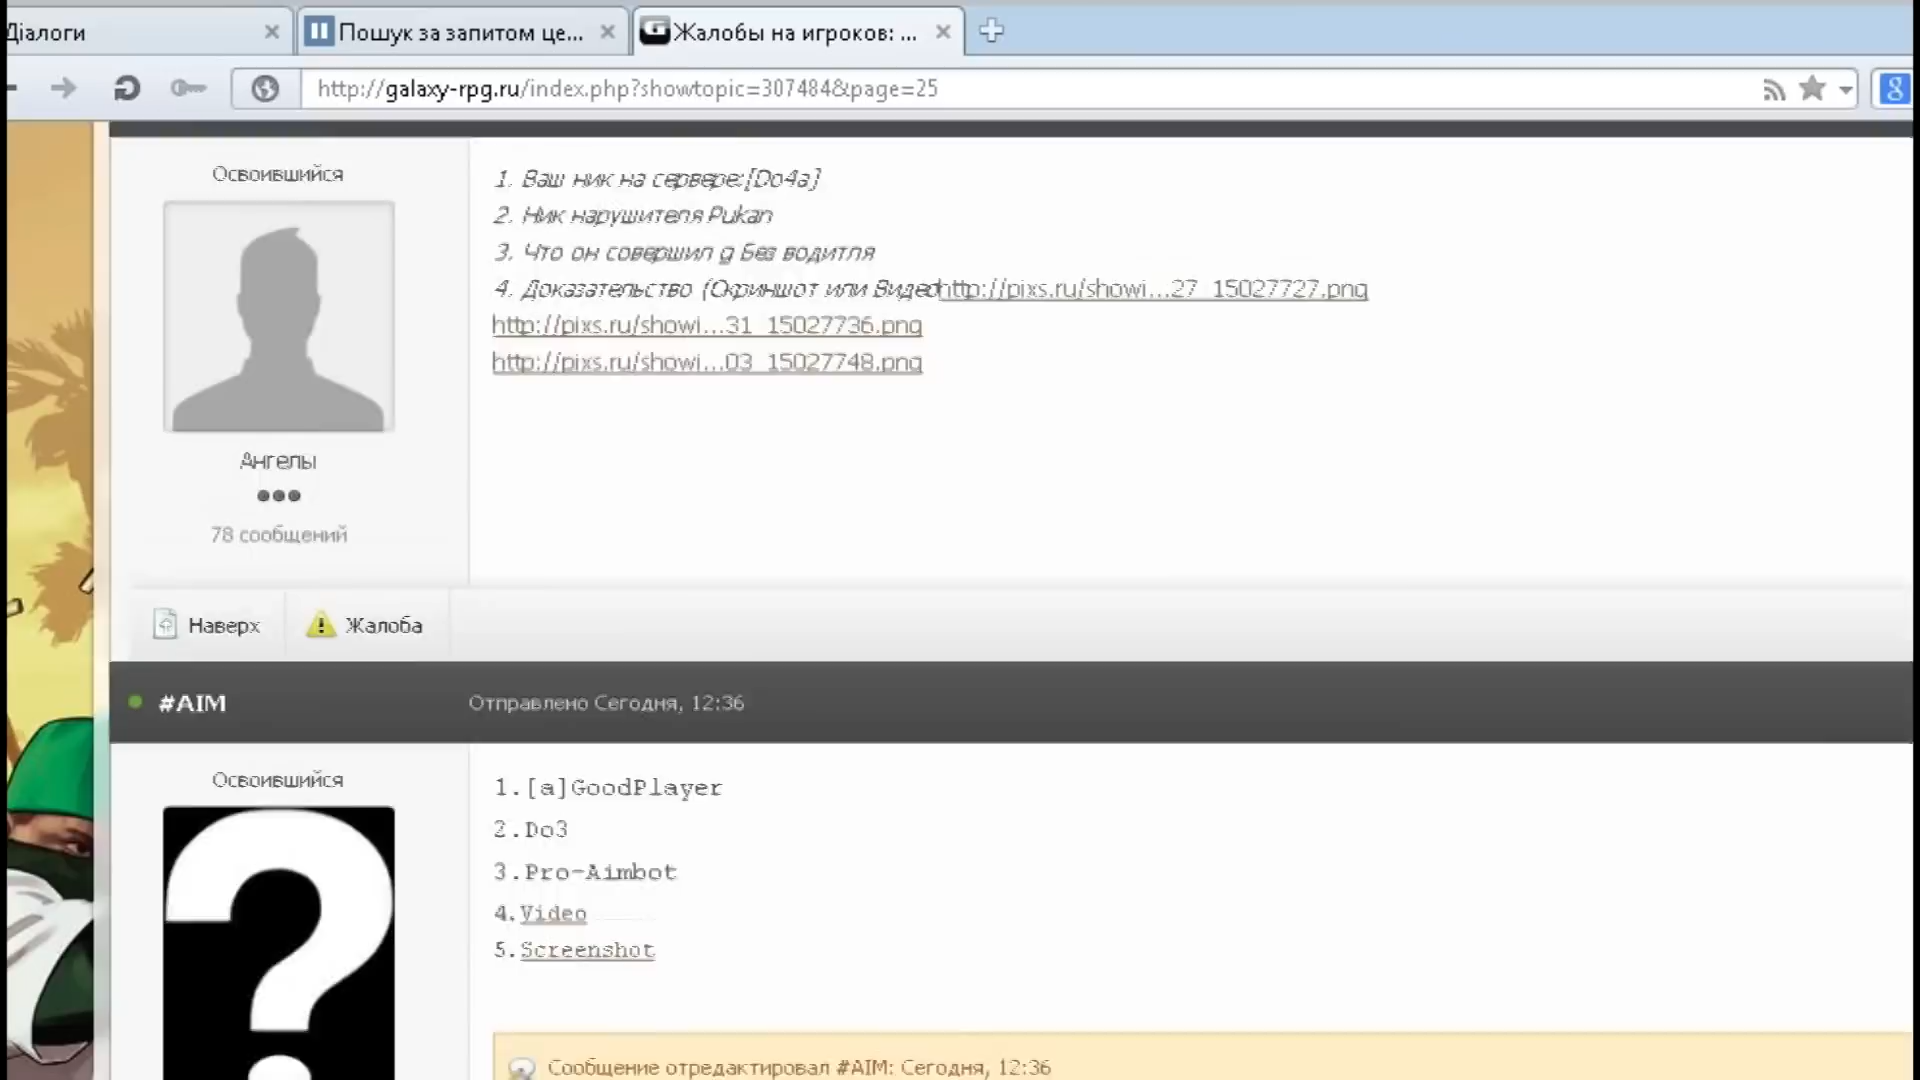 Діалоги
Пошук за запитом це...
Жалобы на игроков: ...
http://galaxy-rpg.ru/index.php?showtopic=307484&page=25
8
Освоившийся
1. Ваш ник на сервере:[Do4a]
2. Ник нарушителя Pukan
3. Что он совершил g Без водитля
4. Доказательство (Скриншот или Видео http://pixs.ru/showi...27_15027727.png
http://pixs.ru/showi...31_15027736.png
http://pixs.ru/showi...03_15027748.png
Ангелы
78 сообщений
Наверх
Жалоба
#AIM
Отправлено Сегодня, 12:36
Освоившийся
1.[a]GoodPlayer
2.Do3
3.Pro-Aimbot
4.Video
5.Screenshot
Сообщение отредактировал #AIM: Сегодня, 12:36